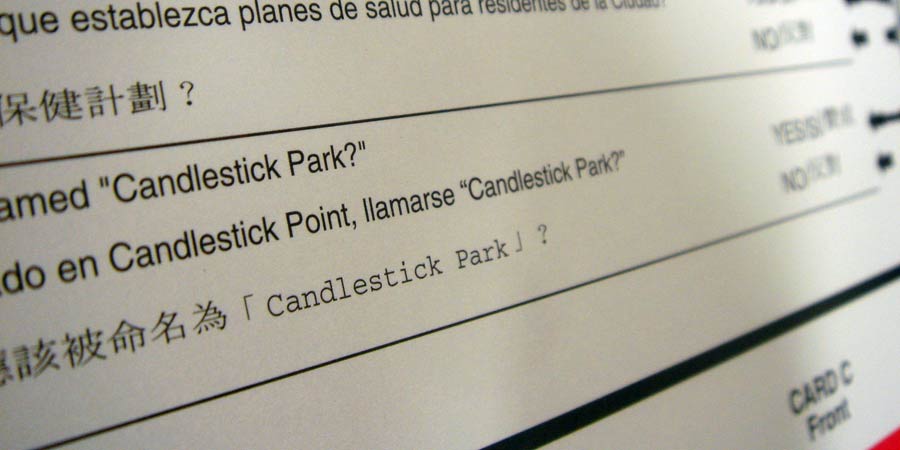 que establezca planes de salud para residentes de la Ciudad?
NO/反對
保健計劃？
amed "Candlestick Park?"
YES/SÍ/贊成
do en Candlestick Point, llamarse “Candlestick Park?”
NO/反對
應該被命名為「Candlestick Park」？
CARD C
Front